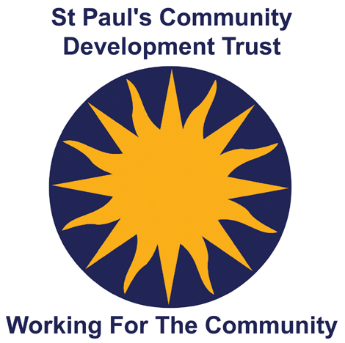 St Paul's Community
Development Trust
Working For The Community